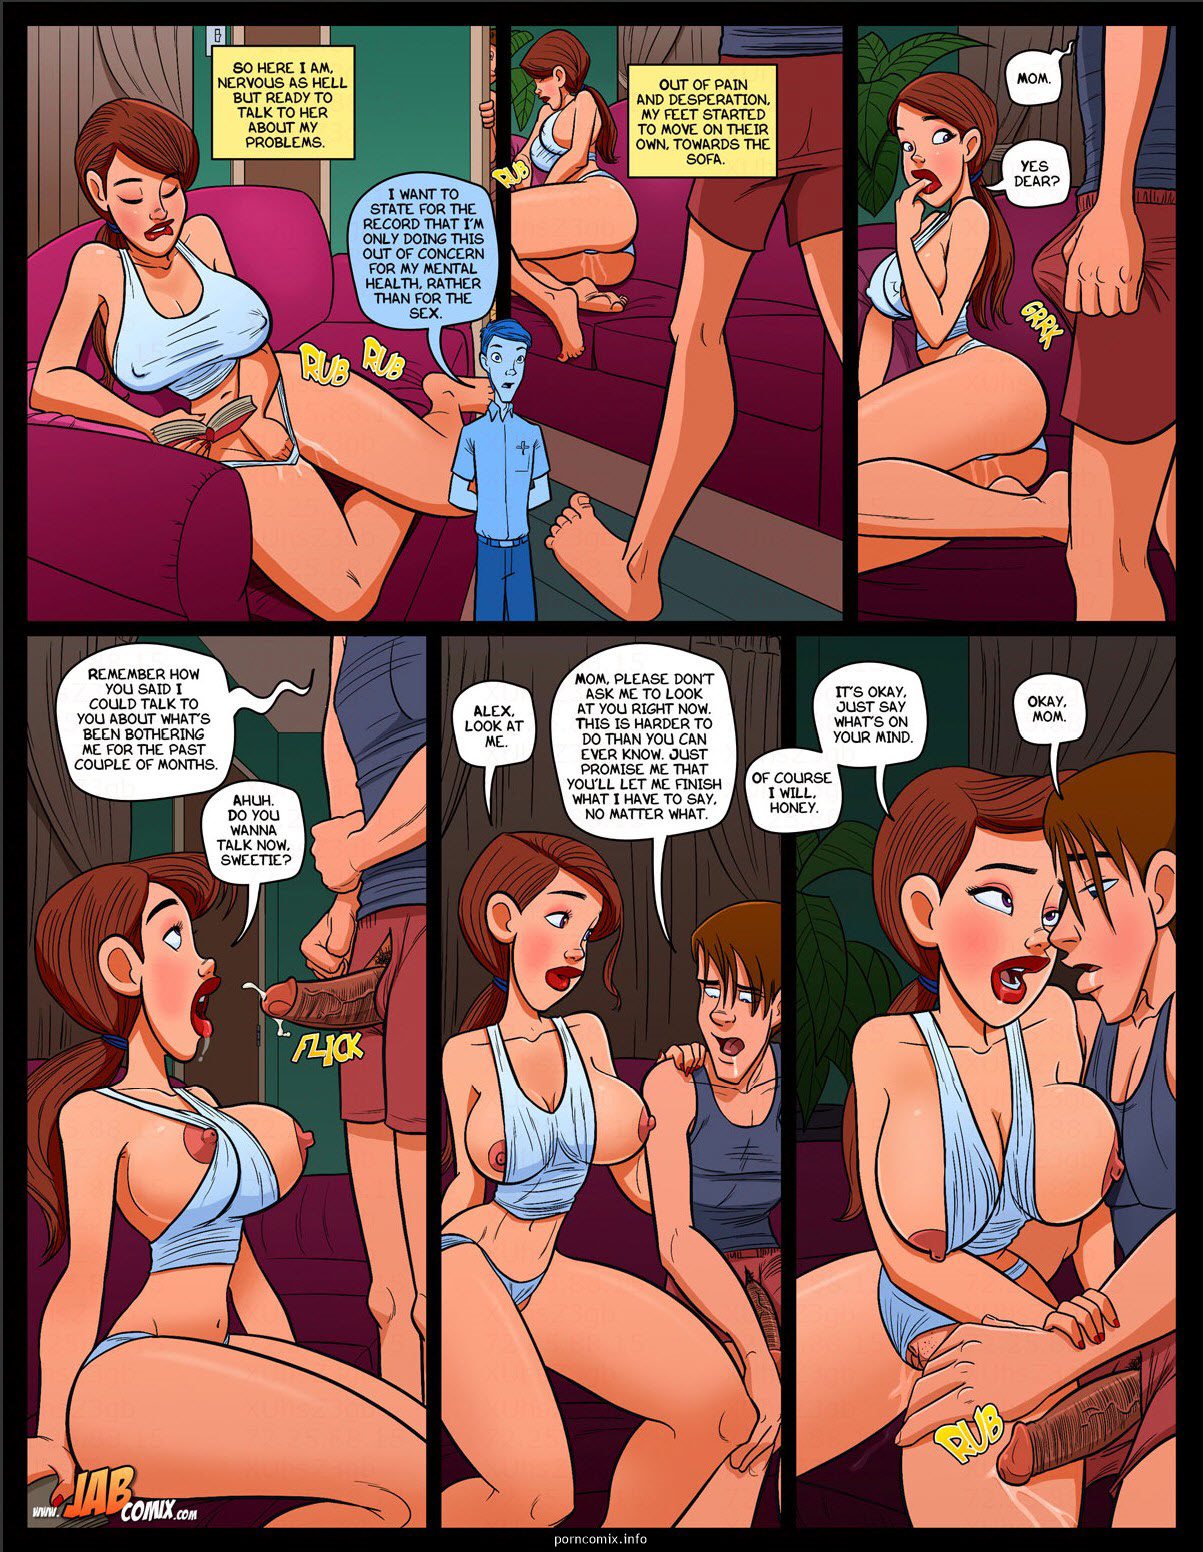 SO HERE I AM,
NERVOUS AS HELL
BUT READY TO
TALK TO HER
ABOUT MY
PROBLEMS.
I WANT TO
STATE FOR THE
RECORD THAT I'M
ONLY DOING THIS
OUT OF CONCERN
FOR MY MENTAL
HEALTH, RATHER
THAN FOR THE
SEX.
RUB
RUB
OUT OF PAIN
AND DESPERATION,
MY FEET STARTED
TO MOVE ON THEIR
OWN, TOWARDS THE
SOFA.
RUB
MOM.
YES
DEAR?
GRRK
REMEMBER HOW
YOU SAID I
COULD TALK TO
YOU ABOUT WHAT'S
BEEN BOTHERING
ME FOR THE PAST
COUPLE OF MONTHS.
AHUH.
DO YOU
WANNA
TALK NOW,
SWEETIE?
FLICK
ALEX,
LOOK AT
ME.
MOM, PLEASE DON'T
ASK ME TO LOOK
AT YOU RIGHT NOW.
THIS IS HARDER TO
DO THAN YOU CAN
EVER KNOW. JUST
PROMISE ME THAT
YOU'LL LET ME FINISH
WHAT I HAVE TO SAY,
NO MATTER WHAT.
OF COURSE
I WILL,
HONEY.
IT'S OKAY,
JUST SAY
WHAT'S ON
YOUR MIND.
OKAY,
MOM.
RUB
www.JABCOMIX.com
porncomix.info